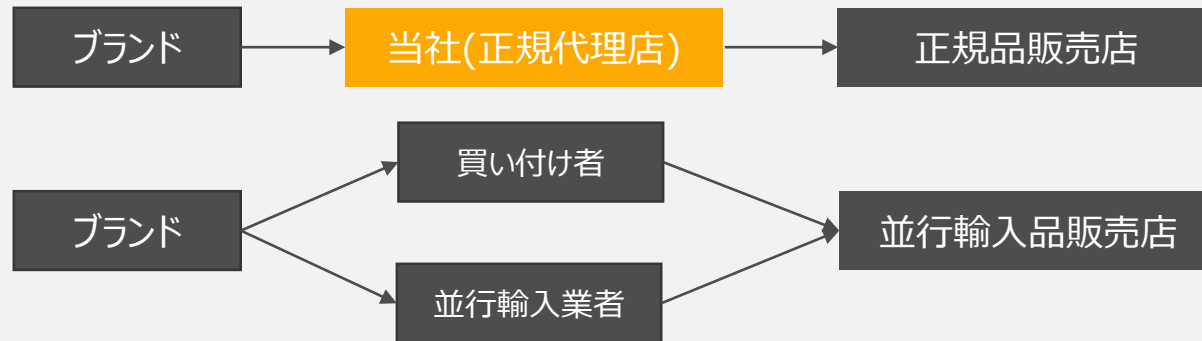 ブランド
当社(正規代理店)
正規品販売店
買い付け者
ブランド
並行輸入品販売店
並行輸入業者